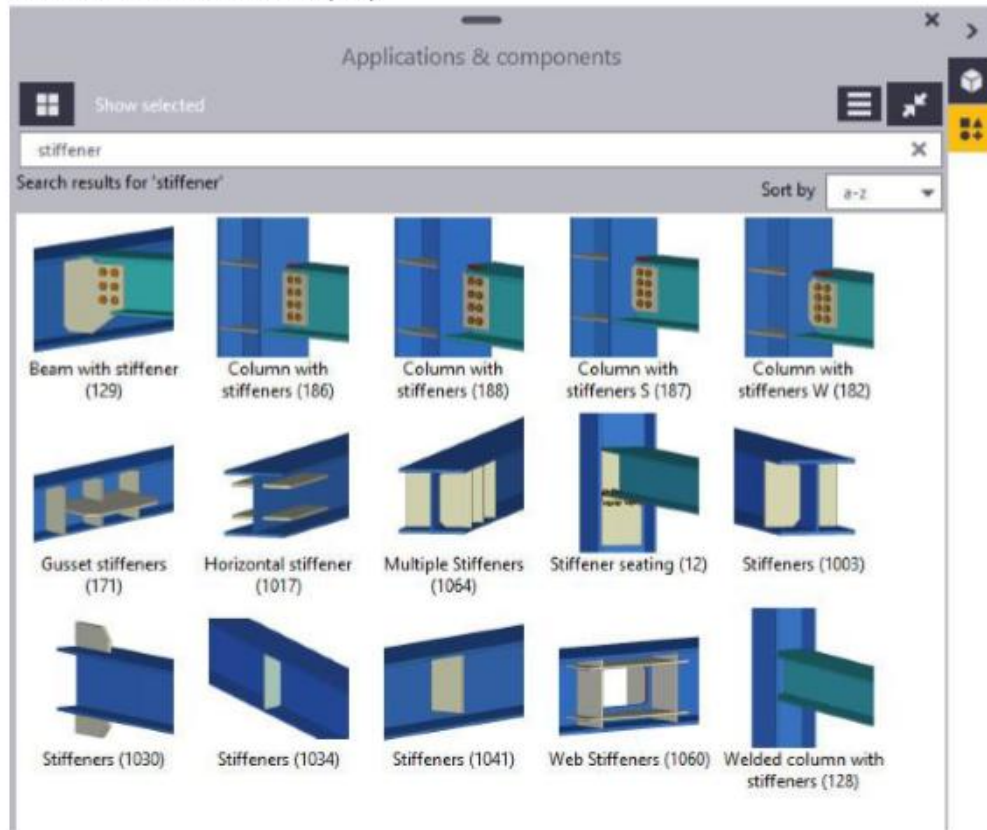 Applications & components
Show selected
stiffener
Search results for 'stiffener'
Sort by
a-z
Beam with stiffener
(129)
Column with
stiffeners (186)
Column with
stiffeners (188)
Column with
stiffeners S (187)
Column with
stiffeners W (182)
Gusset stiffeners
(171)
Horizontal stiffener
(1017)
Multiple Stiffeners
(1064)
Stiffener seating (12)
Stiffeners (1003)
Stiffeners (1030)
Stiffeners (1034)
Stiffeners (1041)
Web Stiffeners (1060)
Welded column with
stiffeners (128)